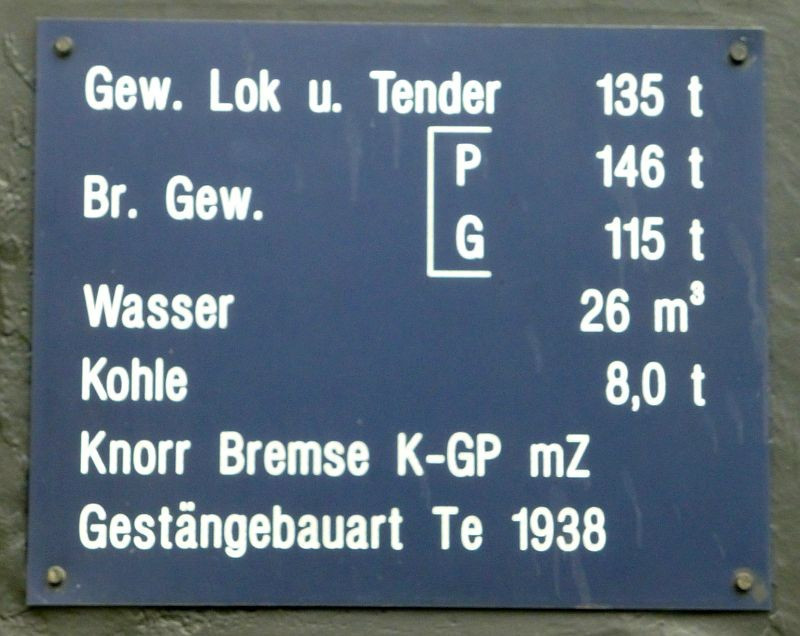 Gew. Lok u. Tender 135 t
P 146 t
Br. Gew.
G 115 t
Wasser 26 m³
Kohle 8,0 t
Knorr Bremse K-GP mZ
Gestängebauart Te 1938